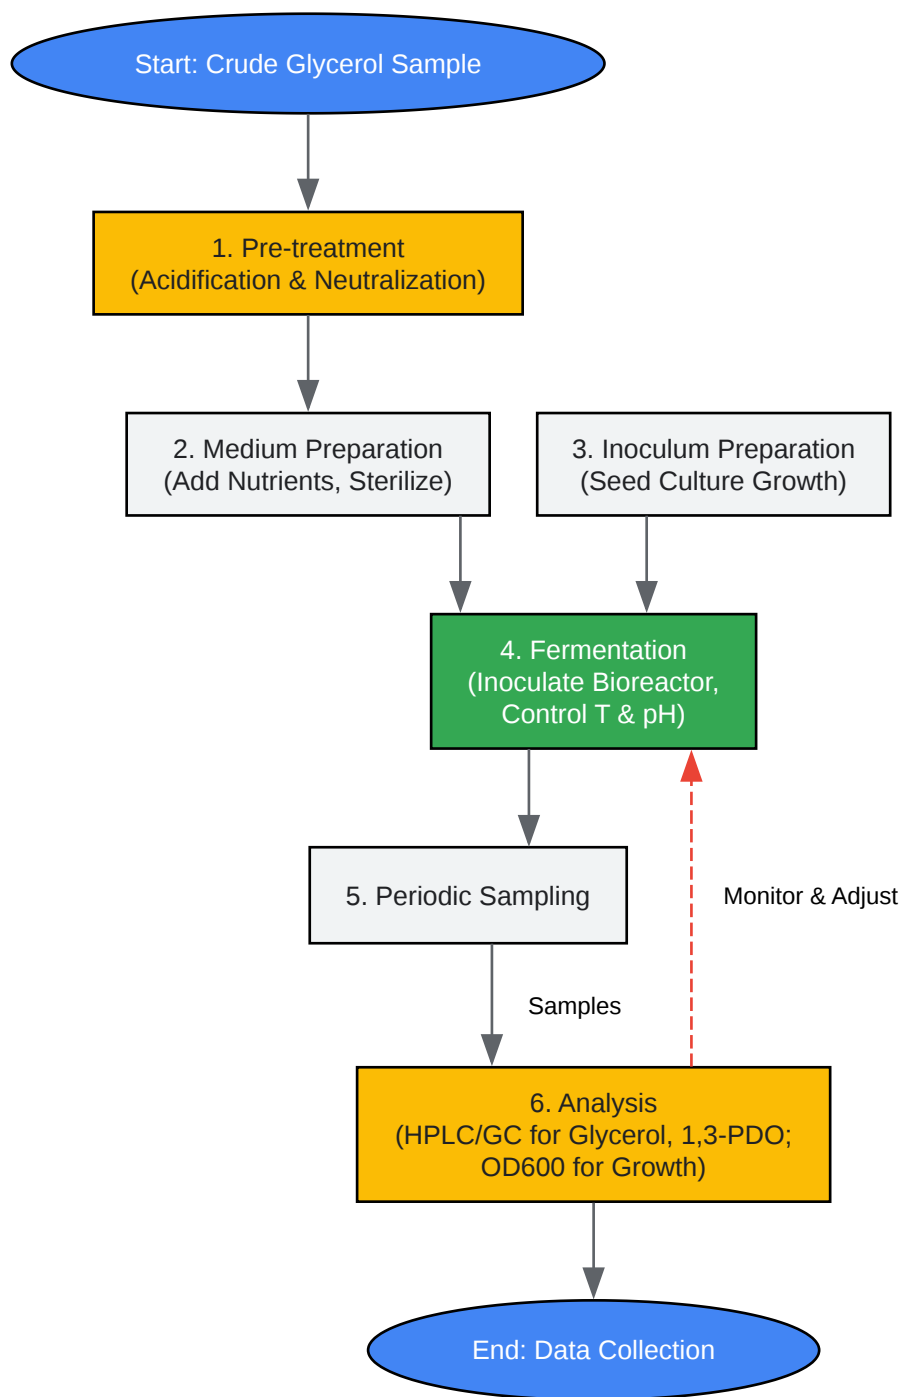 Start: Crude Glycerol Sample
1. Pre-treatment
(Acidification & Neutralization)
2. Medium Preparation
(Add Nutrients, Sterilize)
3. Inoculum Preparation
(Seed Culture Growth)
4. Fermentation
(Inoculate Bioreactor,
Control T & pH)
5. Periodic Sampling
Monitor & Adjust
Samples
6. Analysis
(HPLC/GC for Glycerol, 1,3-PDO;
OD600 for Growth)
End: Data Collection